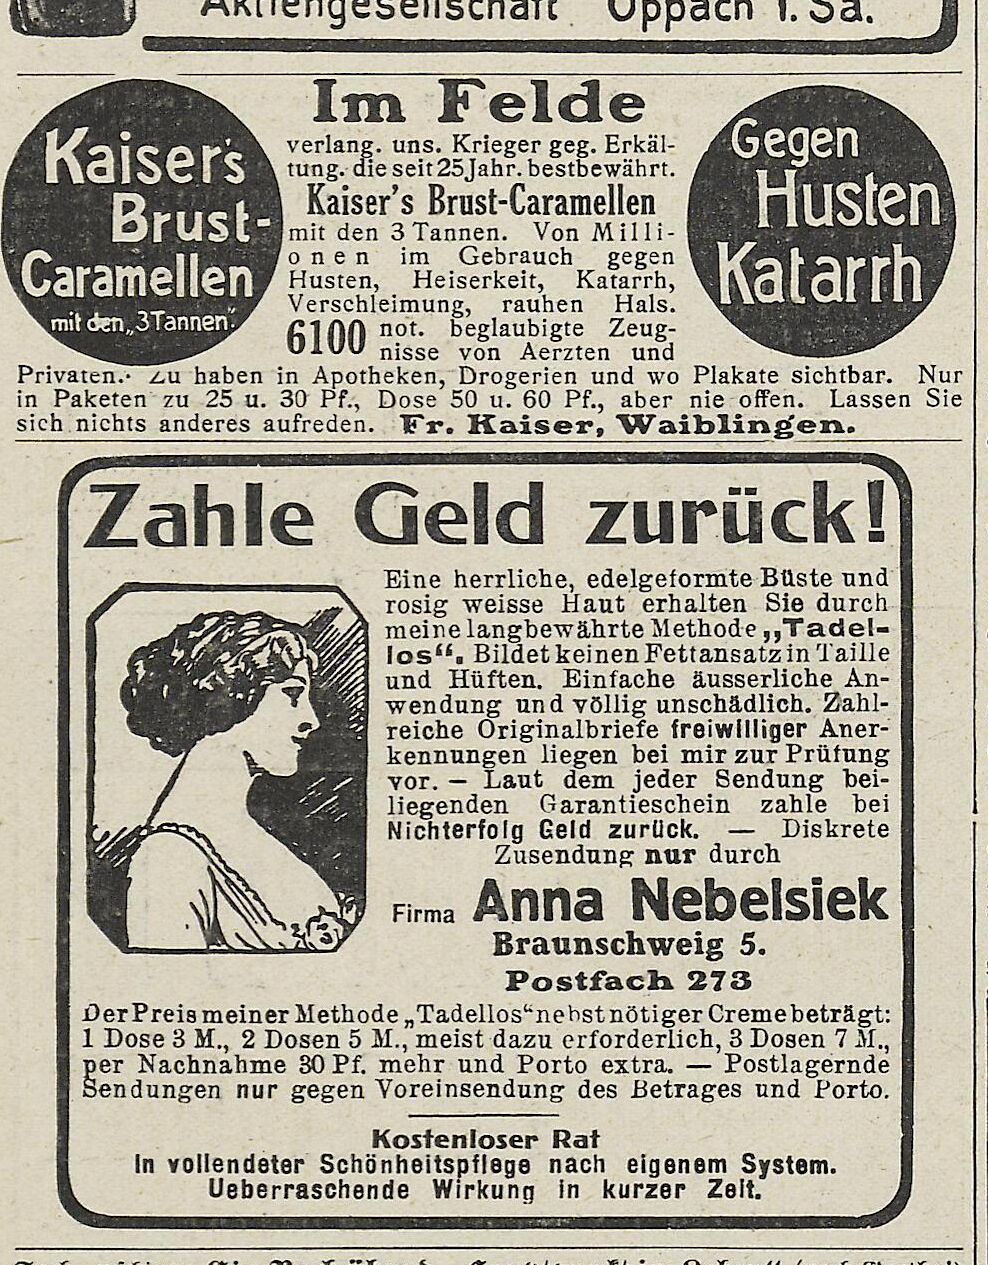 Aktiengesellschaft Oppach i. Sa.
Kaiser's
Brust-
Caramellen
mit den „3 Tannen“.
Im Felde
verlang. uns. Krieger geg. Erkäl-
tung. die seit 25 Jahr. bestbewährt.
Kaiser's Brust-Caramellen
mit den 3 Tannen. Von Milli-
onen im Gebrauch gegen
Husten, Heiserkeit, Katarrh,
Verschleimung, rauhen Hals.
6100 not. beglaubigte Zeug-
nisse von Aerzten und
Privaten. Zu haben in Apotheken, Drogerien und wo Plakate sichtbar. Nur
in Paketen zu 25 u. 30 Pf., Dose 50 u. 60 Pf., aber nie offen. Lassen Sie
sich nichts anderes aufreden. Fr. Kaiser, Waiblingen.
Gegen
Husten
Katarrh
Zahle Geld zurück!
Eine herrliche, edelgeformte Büste und
rosig weisse Haut erhalten Sie durch
meine langbewährte Methode „Tadel-
los“. Bildet keinen Fettansatz in Taille
und Hüften. Einfache äusserliche An-
wendung und völlig unschädlich. Zahl-
reiche Originalbriefe freiwilliger Aner-
kennungen liegen bei mir zur Prüfung
vor. — Laut dem jeder Sendung bei-
liegenden Garantieschein zahle bei
Nichterfolg Geld zurück. — Diskrete
Zusendung nur durch
Firma Anna Nebelsiek
Braunschweig 5.
Postfach 273
Der Preis meiner Methode „Tadellos“ nebst nötiger Creme beträgt:
1 Dose 3 M., 2 Dosen 5 M., meist dazu erforderlich, 3 Dosen 7 M.,
per Nachnahme 30 Pf. mehr und Porto extra. — Postlagernde
Sendungen nur gegen Voreinsendung des Betrages und Porto.
Kostenloser Rat
in vollendeter Schönheitspflege nach eigenem System.
Ueberraschende Wirkung in kurzer Zeit.